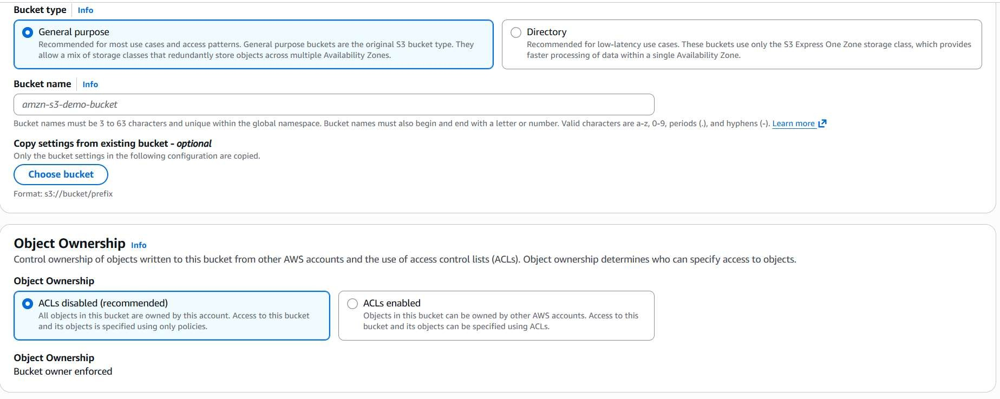 Bucket type Info
General purpose
Recommended for most use cases and access patterns. General purpose buckets are the original S3 bucket type. They
allow a mix of storage classes that redundantly store objects across multiple Availability Zones.
Directory
Recommended for low-latency use cases. These buckets use only the S3 Express One Zone storage class, which provides
faster processing of data within a single Availability Zone.
Bucket name Info
amzn-s3-demo-bucket
Bucket names must be 3 to 63 characters and unique within the global namespace. Bucket names must also begin and end with a letter or number. Valid characters are a-z, 0-9, periods (.), and hyphens (-). Learn more
Copy settings from existing bucket - optional
Only the bucket settings in the following configuration are copied.
Choose bucket
Format: s3://bucket/prefix
Object Ownership Info
Control ownership of objects written to this bucket from other AWS accounts and the use of access control lists (ACLs). Object ownership determines who can specify access to objects.
Object Ownership
ACLs disabled (recommended)
All objects in this bucket are owned by this account. Access to this bucket
and its objects is specified using only policies.
ACLs enabled
Objects in this bucket can be owned by other AWS accounts. Access to this
bucket and its objects can be specified using ACLs.
Object Ownership
Bucket owner enforced